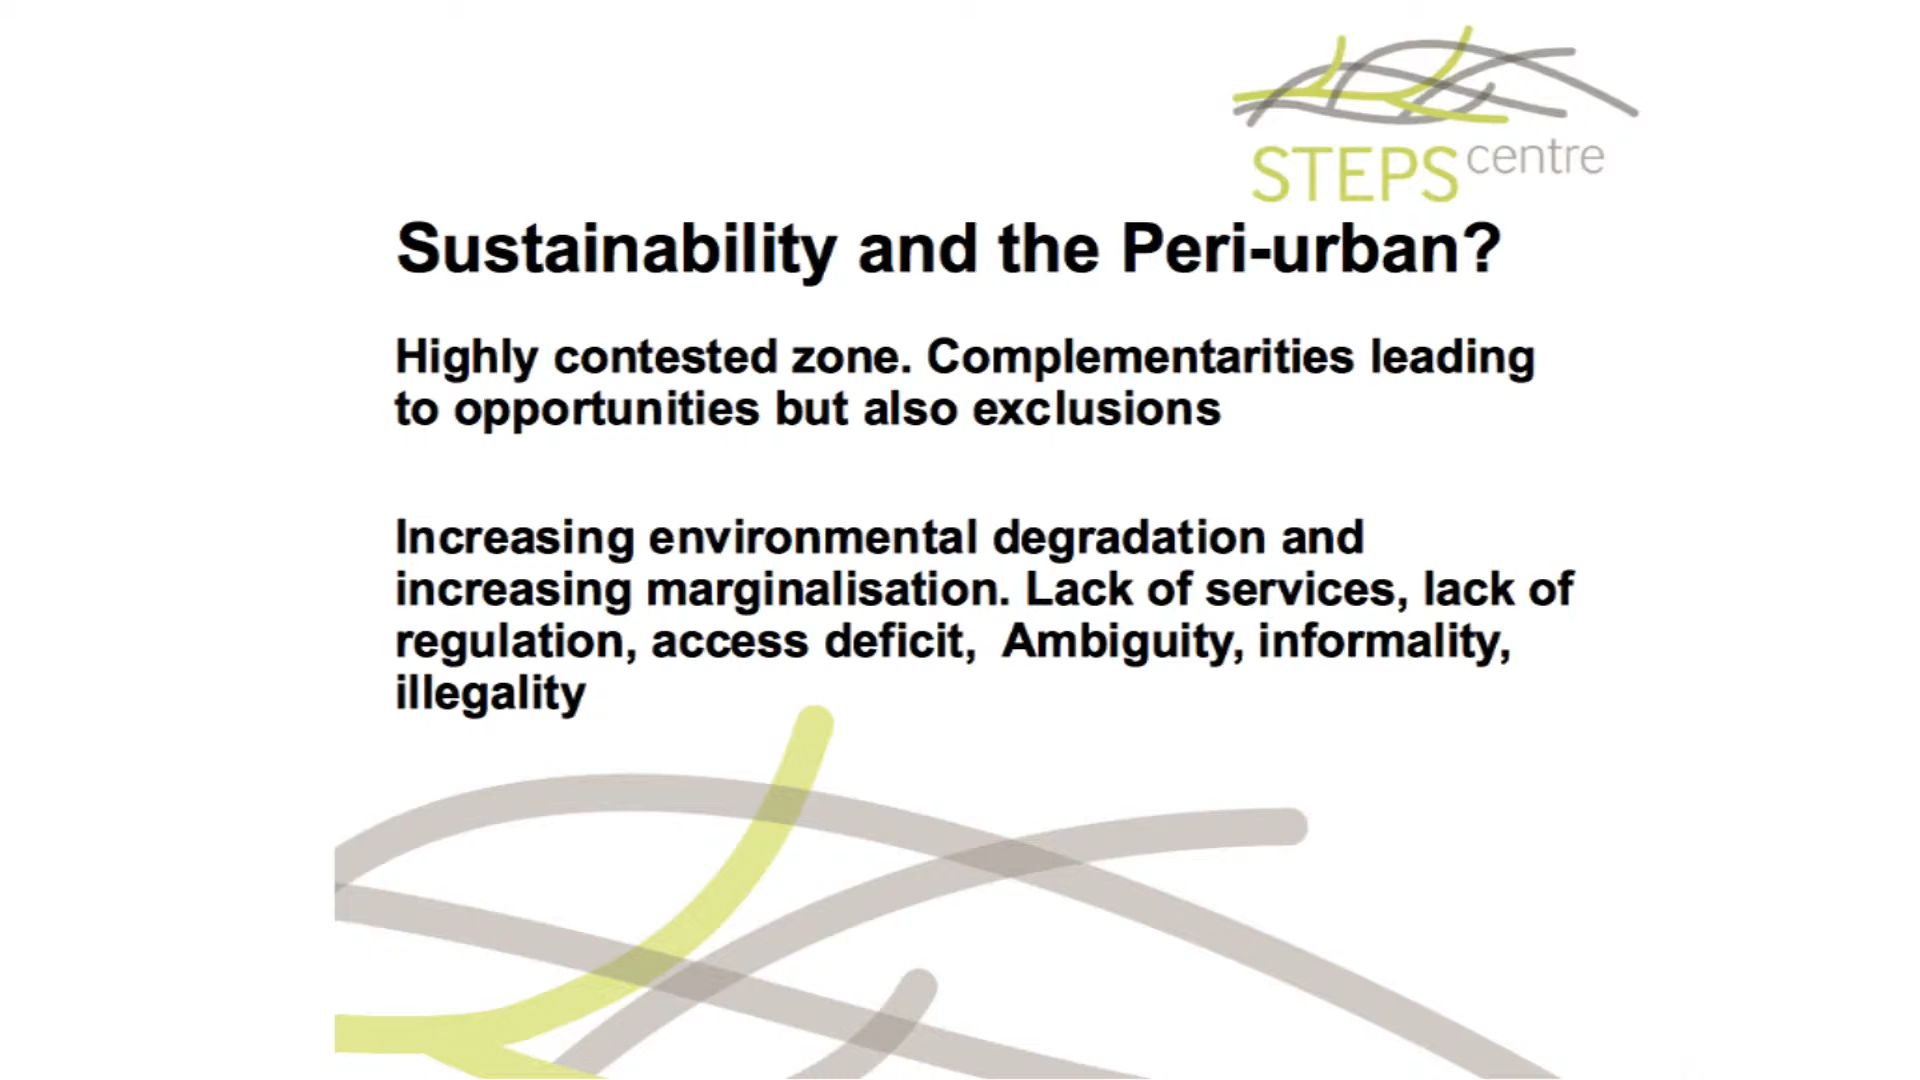 STEPS centre
Sustainability and the Peri-urban?
Highly contested zone. Complementarities leading
to opportunities but also exclusions
Increasing environmental degradation and
increasing marginalisation. Lack of services, lack of
regulation, access deficit,  Ambiguity, informality,
illegality